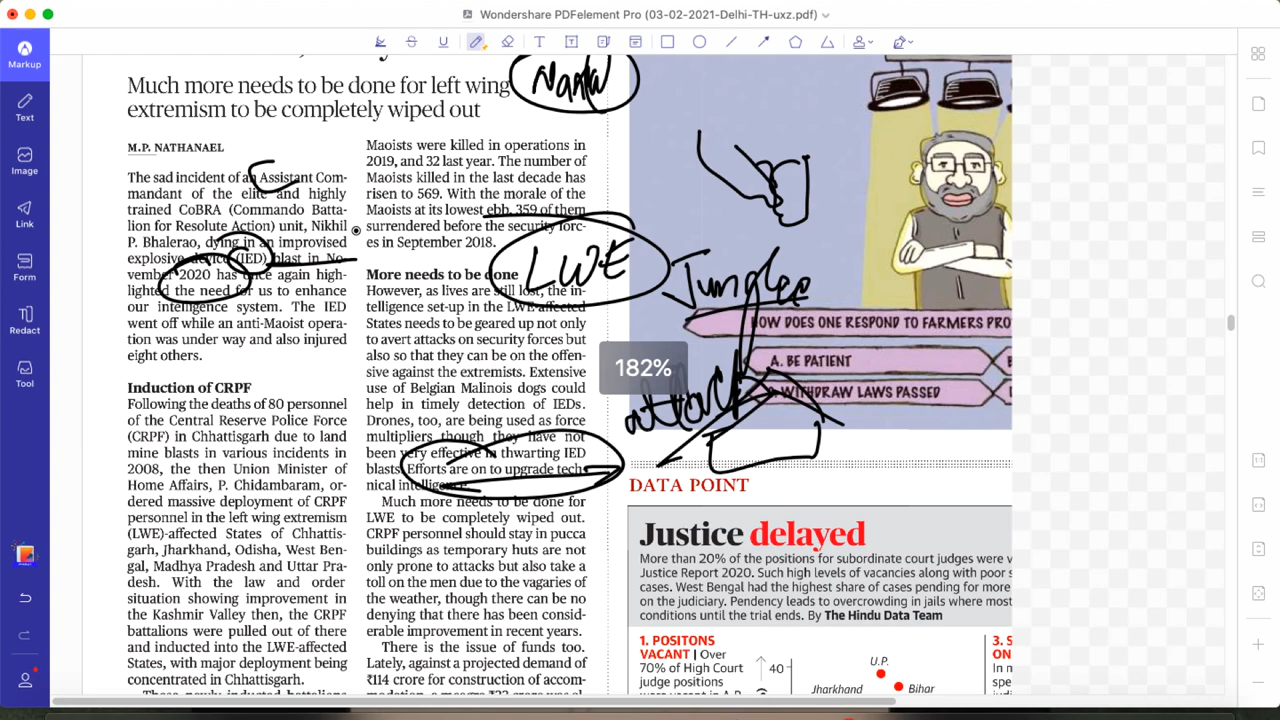 Wondershare PDFelement Pro (03-02-2021-Delhi-TH-uxz.pdf)
Markup
Text
Image
Link
Form
Redact
Tool
Much more needs to be done for left wing
extremism to be completely wiped out
M.P. NATHANAEL
The sad incident of an Assistant Com-
mandant of the elite and highly
trained CoBRA (Commando Batta-
lion for Resolute Action) unit, Nikhil
P. Bhalerao, dying in an improvised
explosive device (IED) blast in No-
vember 2020 has once again high-
lighted the need for us to enhance
our intelligence system. The IED
went off while an anti-Maoist opera-
tion was under way and also injured
eight others.
Induction of CRPF
Following the deaths of 80 personnel
of the Central Reserve Police Force
(CRPF) in Chhattisgarh due to land
mine blasts in various incidents in
2008, the then Union Minister of
Home Affairs, P. Chidambaram, or-
dered massive deployment of CRPF
personnel in the left wing extremism
(LWE)-affected States of Chhattis-
garh, Jharkhand, Odisha, West Ben-
gal, Madhya Pradesh and Uttar Pra-
desh. With the law and order
situation showing improvement in
the Kashmir Valley then, the CRPF
battalions were pulled out of there
and inducted into the LWE-affected
States, with major deployment being
concentrated in Chhattisgarh.
Maoists were killed in operations in
2019, and 32 last year. The number of
Maoists killed in the last decade has
risen to 569. With the morale of the
Maoists at its lowest ebb, 359 of them
surrendered before the security forc-
es in September 2018.
More needs to be done
However, as lives are still lost, the in-
telligence set-up in the LWE-affected
States needs to be geared up not only
to avert attacks on security forces but
also so that they can be on the offen-
sive against the extremists. Extensive
use of Belgian Malinois dogs could
help in timely detection of IEDs.
Drones, too, are being used as force
multipliers though they have not
been very effective in thwarting IED
blasts. Efforts are on to upgrade tech-
nical intelligence.
Much more needs to be done for
LWE to be completely wiped out.
CRPF personnel should stay in pucca
buildings as temporary huts are not
only prone to attacks but also take a
toll on the men due to the vagaries of
the weather, though there can be no
denying that there has been consid-
erable improvement in recent years.
There is the issue of funds too.
Lately, against a projected demand of
₹114 crore for construction of accom-
LWE
Jungle
attack
182%
HOW DOES ONE RESPOND TO FARMERS PRO
A. BE PATIENT
WITHDRAW LAWS PASSED
DATA POINT
Justice delayed
More than 20% of the positions for subordinate court judges were v
Justice Report 2020. Such high levels of vacancies along with poor s
cases. West Bengal had the highest share of cases pending for more
on the judiciary. Pendency leads to overcrowding in jails where most
conditions until the trial ends. By The Hindu Data Team
1. POSITONS
VACANT | Over
70% of High Court
judge positions
40
U.P.
Jharkhand
Bihar
3. S
ON
In m
spe